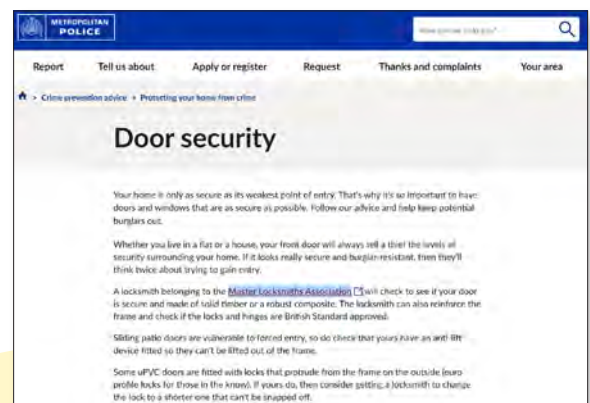 METROPOLITAN
POLICE
Report Tell us about Apply or register Request Thanks and complaints Your area
> Crime prevention advice > Protecting your home from crime
Door security
Your home is only as secure as its weakest point of entry. That's why it's so important to have
doors and windows that are as secure as possible. Follow our advice and help keep potential
burglars out.
Whether you live in a flat or a house, your front door will always tell a thief the levels of
security surrounding your home. If it looks really secure and burglar-resistant, then they'll
think twice about trying to gain entry.
A locksmith belonging to the Master Locksmiths Association will check to see if your door
is secure and made of solid timber or a robust composite. The locksmith can also reinforce the
frame and check if the locks and hinges are British Standard approved.
Sliding patio doors are vulnerable to forced entry, so do check that yours have an anti-lift
device fitted so they can't be lifted out of the frame.
Some uPVC doors are fitted with locks that protrude from the frame on the outside (euro
profile locks for those in the know). If yours do, then consider getting a locksmith to change
the lock to a shorter one that can't be snapped off.